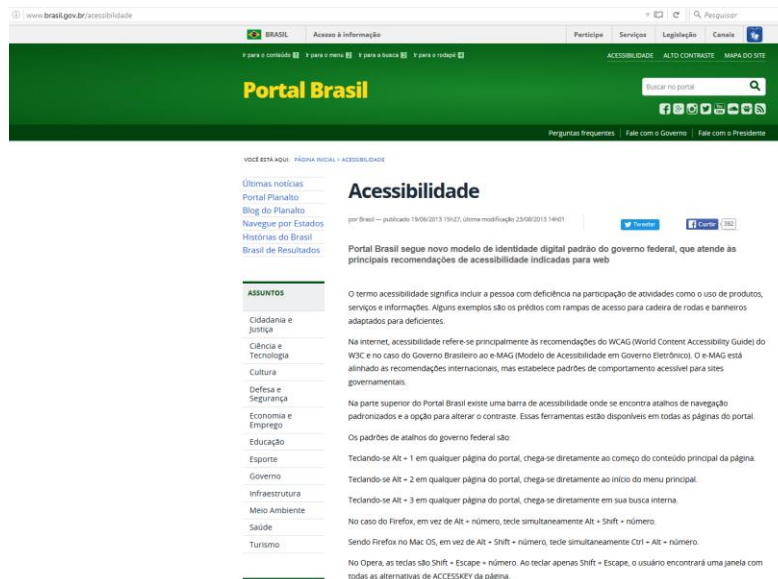 www.brasil.gov.br/acessibilidade
Pesquisar
BRASIL Acesso à informação Participe Serviços Legislação Canais
Ir para o conteúdo 1 Ir para o menu 2 Ir para a busca 3 Ir para o rodapé 4 ACESSIBILIDADE ALTO CONTRASTE MAPA DO SITE
Portal Brasil
Buscar no portal
Perguntas frequentes Fale com o Governo Fale com o Presidente
VOCÊ ESTÁ AQUI: PÁGINA INICIAL > ACESSIBILIDADE
Últimas notícias
Portal Planalto
Blog do Planalto
Navegue por Estados
Histórias do Brasil
Brasil de Resultados
ASSUNTOS
Cidadania e
Justiça
Ciência e
Tecnologia
Cultura
Defesa e
Segurança
Economia e
Emprego
Educação
Esporte
Governo
Infraestrutura
Meio Ambiente
Saúde
Turismo
Acessibilidade
por Brasil — publicado 19/06/2013 15h27, última modificação 23/08/2013 14h01
Tweetar
Curtir 392
Portal Brasil segue novo modelo de identidade digital padrão do governo federal, que atende às
principais recomendações de acessibilidade indicadas para web
O termo acessibilidade significa incluir a pessoa com deficiência na participação de atividades como o uso de produtos,
serviços e informações. Alguns exemplos são os prédios com rampas de acesso para cadeira de rodas e banheiros
adaptados para deficientes.
Na internet, acessibilidade refere-se principalmente às recomendações do WCAG (World Content Accessibility Guide) do
W3C e no caso do Governo Brasileiro ao e-MAG (Modelo de Acessibilidade em Governo Eletrônico). O e-MAG está
alinhado as recomendações internacionais, mas estabelece padrões de comportamento acessível para sites
governamentais.
Na parte superior do Portal Brasil existe uma barra de acessibilidade onde se encontra atalhos de navegação
padronizados e a opção para alterar o contraste. Essas ferramentas estão disponíveis em todas as páginas do portal.
Os padrões de atalhos do governo federal são:
Teclando-se Alt + 1 em qualquer página do portal, chega-se diretamente ao começo do conteúdo principal da página.
Teclando-se Alt + 2 em qualquer página do portal, chega-se diretamente ao início do menu principal.
Teclando-se Alt + 3 em qualquer página do portal, chega-se diretamente em sua busca interna.
No caso do Firefox, em vez de Alt + número, tecle simultaneamente Alt + Shift + número.
Sendo Firefox no Mac OS, em vez de Alt + Shift + número, tecle simultaneamente Ctrl + Alt + número.
No Opera, as teclas são Shift + Escape + número. Ao teclar apenas Shift + Escape, o usuário encontrará uma janela com
todas as alternativas de ACCESSKEY da página.